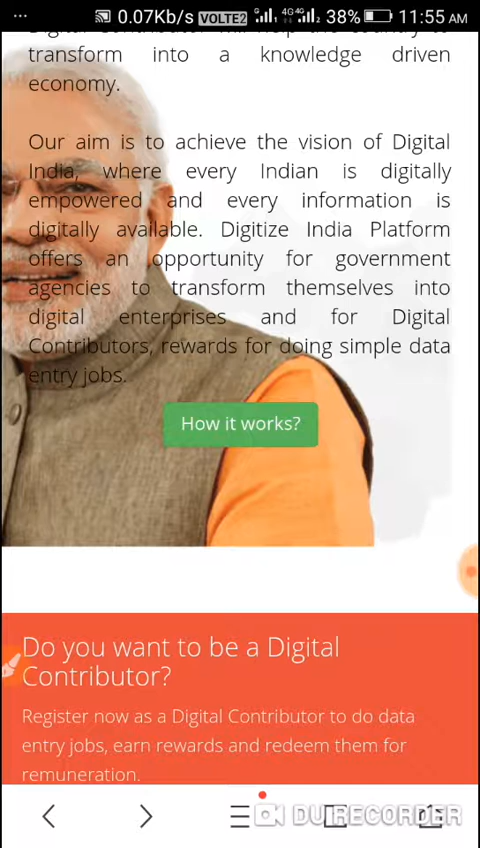 0.07Kb/s VOLTE2 G 1 4G4G 2 38% 11:55 AM
transform into a knowledge driven
economy.
Our aim is to achieve the vision of Digital
India, where every Indian is digitally
empowered and every information is
digitally available. Digitize India Platform
offers an opportunity for government
agencies to transform themselves into
digital enterprises and for Digital
Contributors, rewards for doing simple data
entry jobs.
How it works?
Do you want to be a Digital
Contributor?
Register now as a Digital Contributor to do data
entry jobs, earn rewards and redeem them for
remuneration.
DU RECORDER